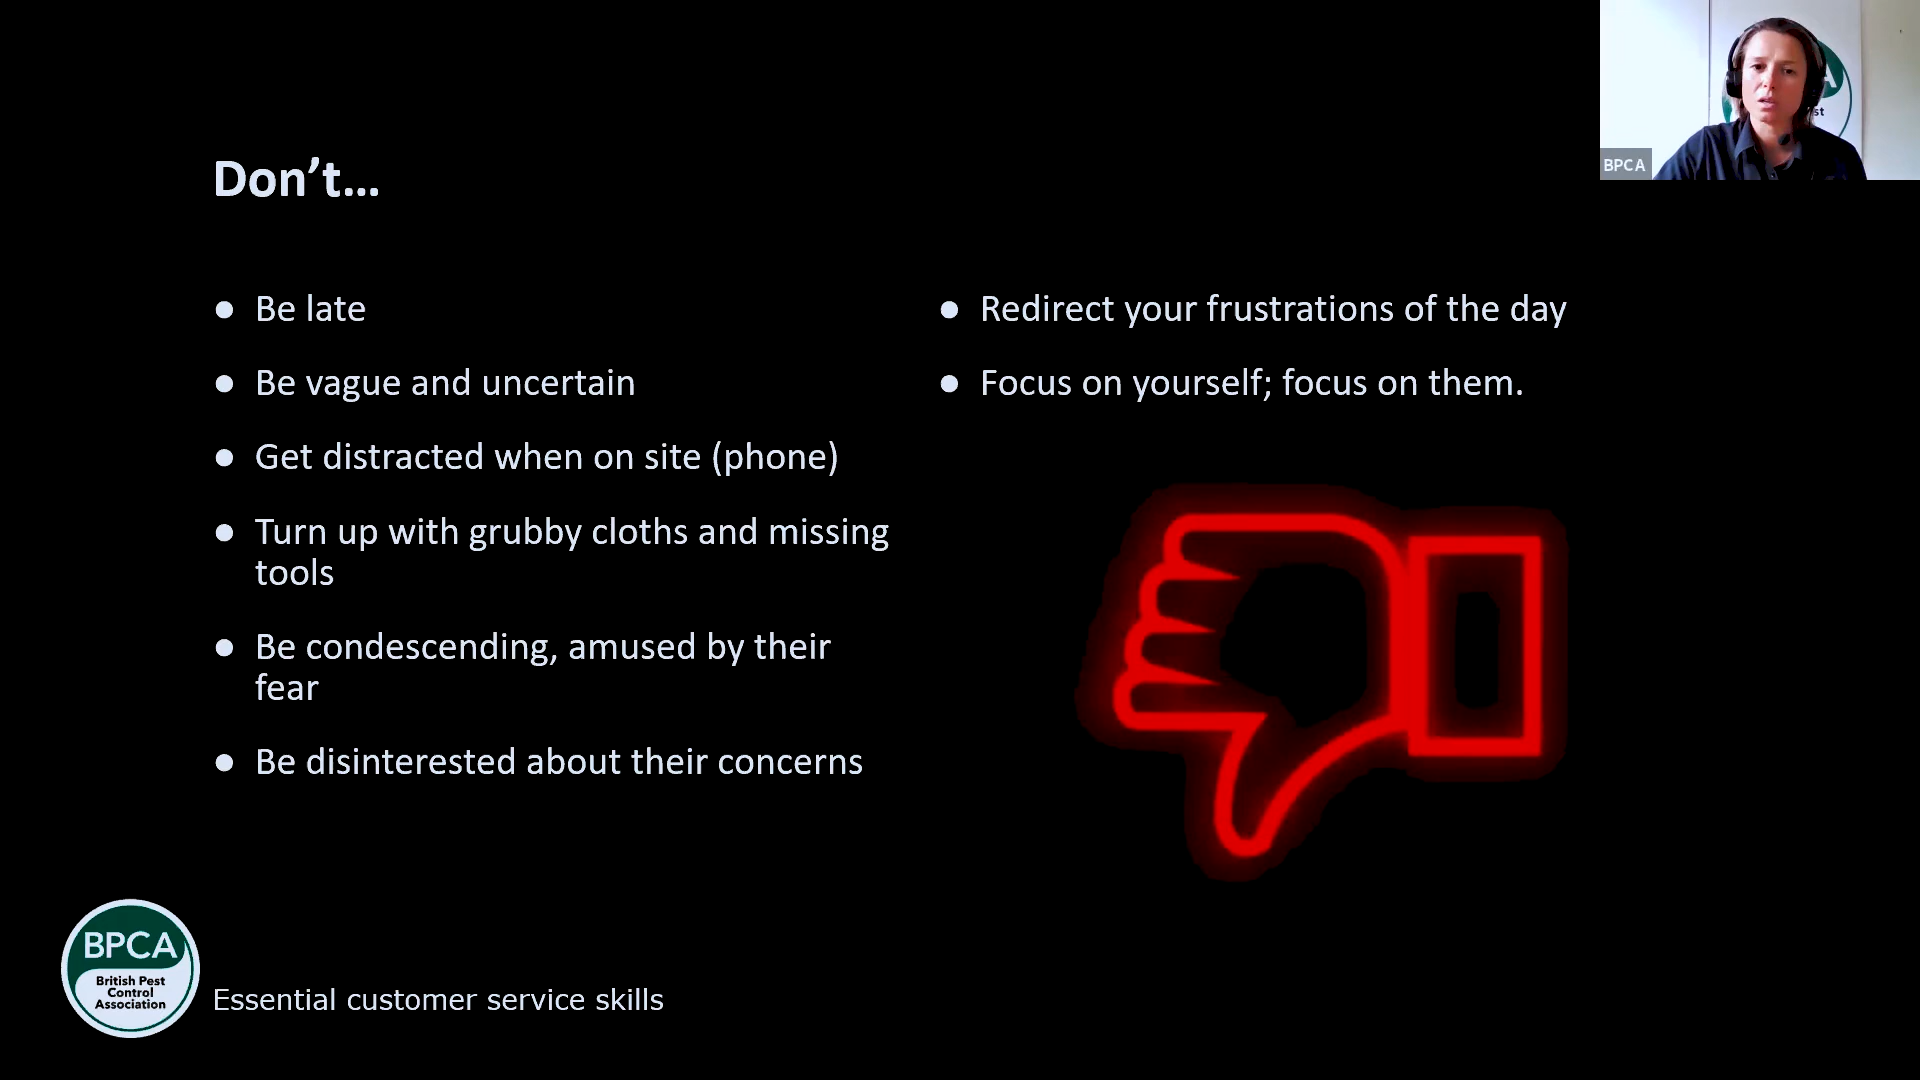 Don’t…
● Be late
● Be vague and uncertain
● Get distracted when on site (phone)
● Turn up with grubby cloths and missing
tools
● Be condescending, amused by their
fear
● Be disinterested about their concerns
● Redirect your frustrations of the day
● Focus on yourself; focus on them.
BPCA
British Pest
Control
Association
Essential customer service skills
BPCA